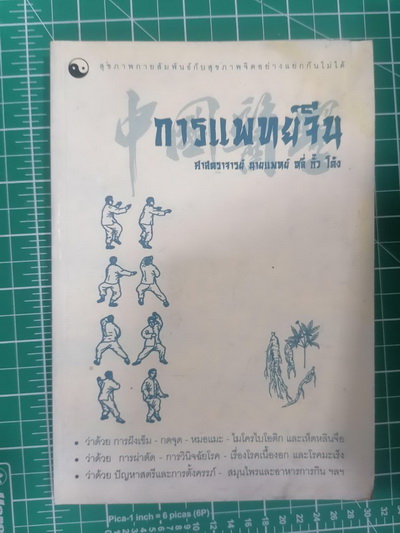 สุขภาพกายสัมพันธ์กับสุขภาพจิตอย่างแยกกันไม่ได้
中國醫學
การแพทย์จีน
ศาสตราจารย์ นายแพทย์ หลี่ กิ้ว โล้ง
• ว่าด้วย การฝังเข็ม - กดจุด - หมอแมะ - ไมโครไบโอติก และเห็ดหลินจือ
• ว่าด้วย การผ่าตัด - การวินิจฉัยโรค - เรื่องโรคเนื้องอก และโรคมะเร็ง
• ว่าด้วย ปัญหาสตรีและการตั้งครรภ์ - สมุนไพรและอาหารการกิน ฯลฯ
Pica-1 inch = 6 picas (6P)